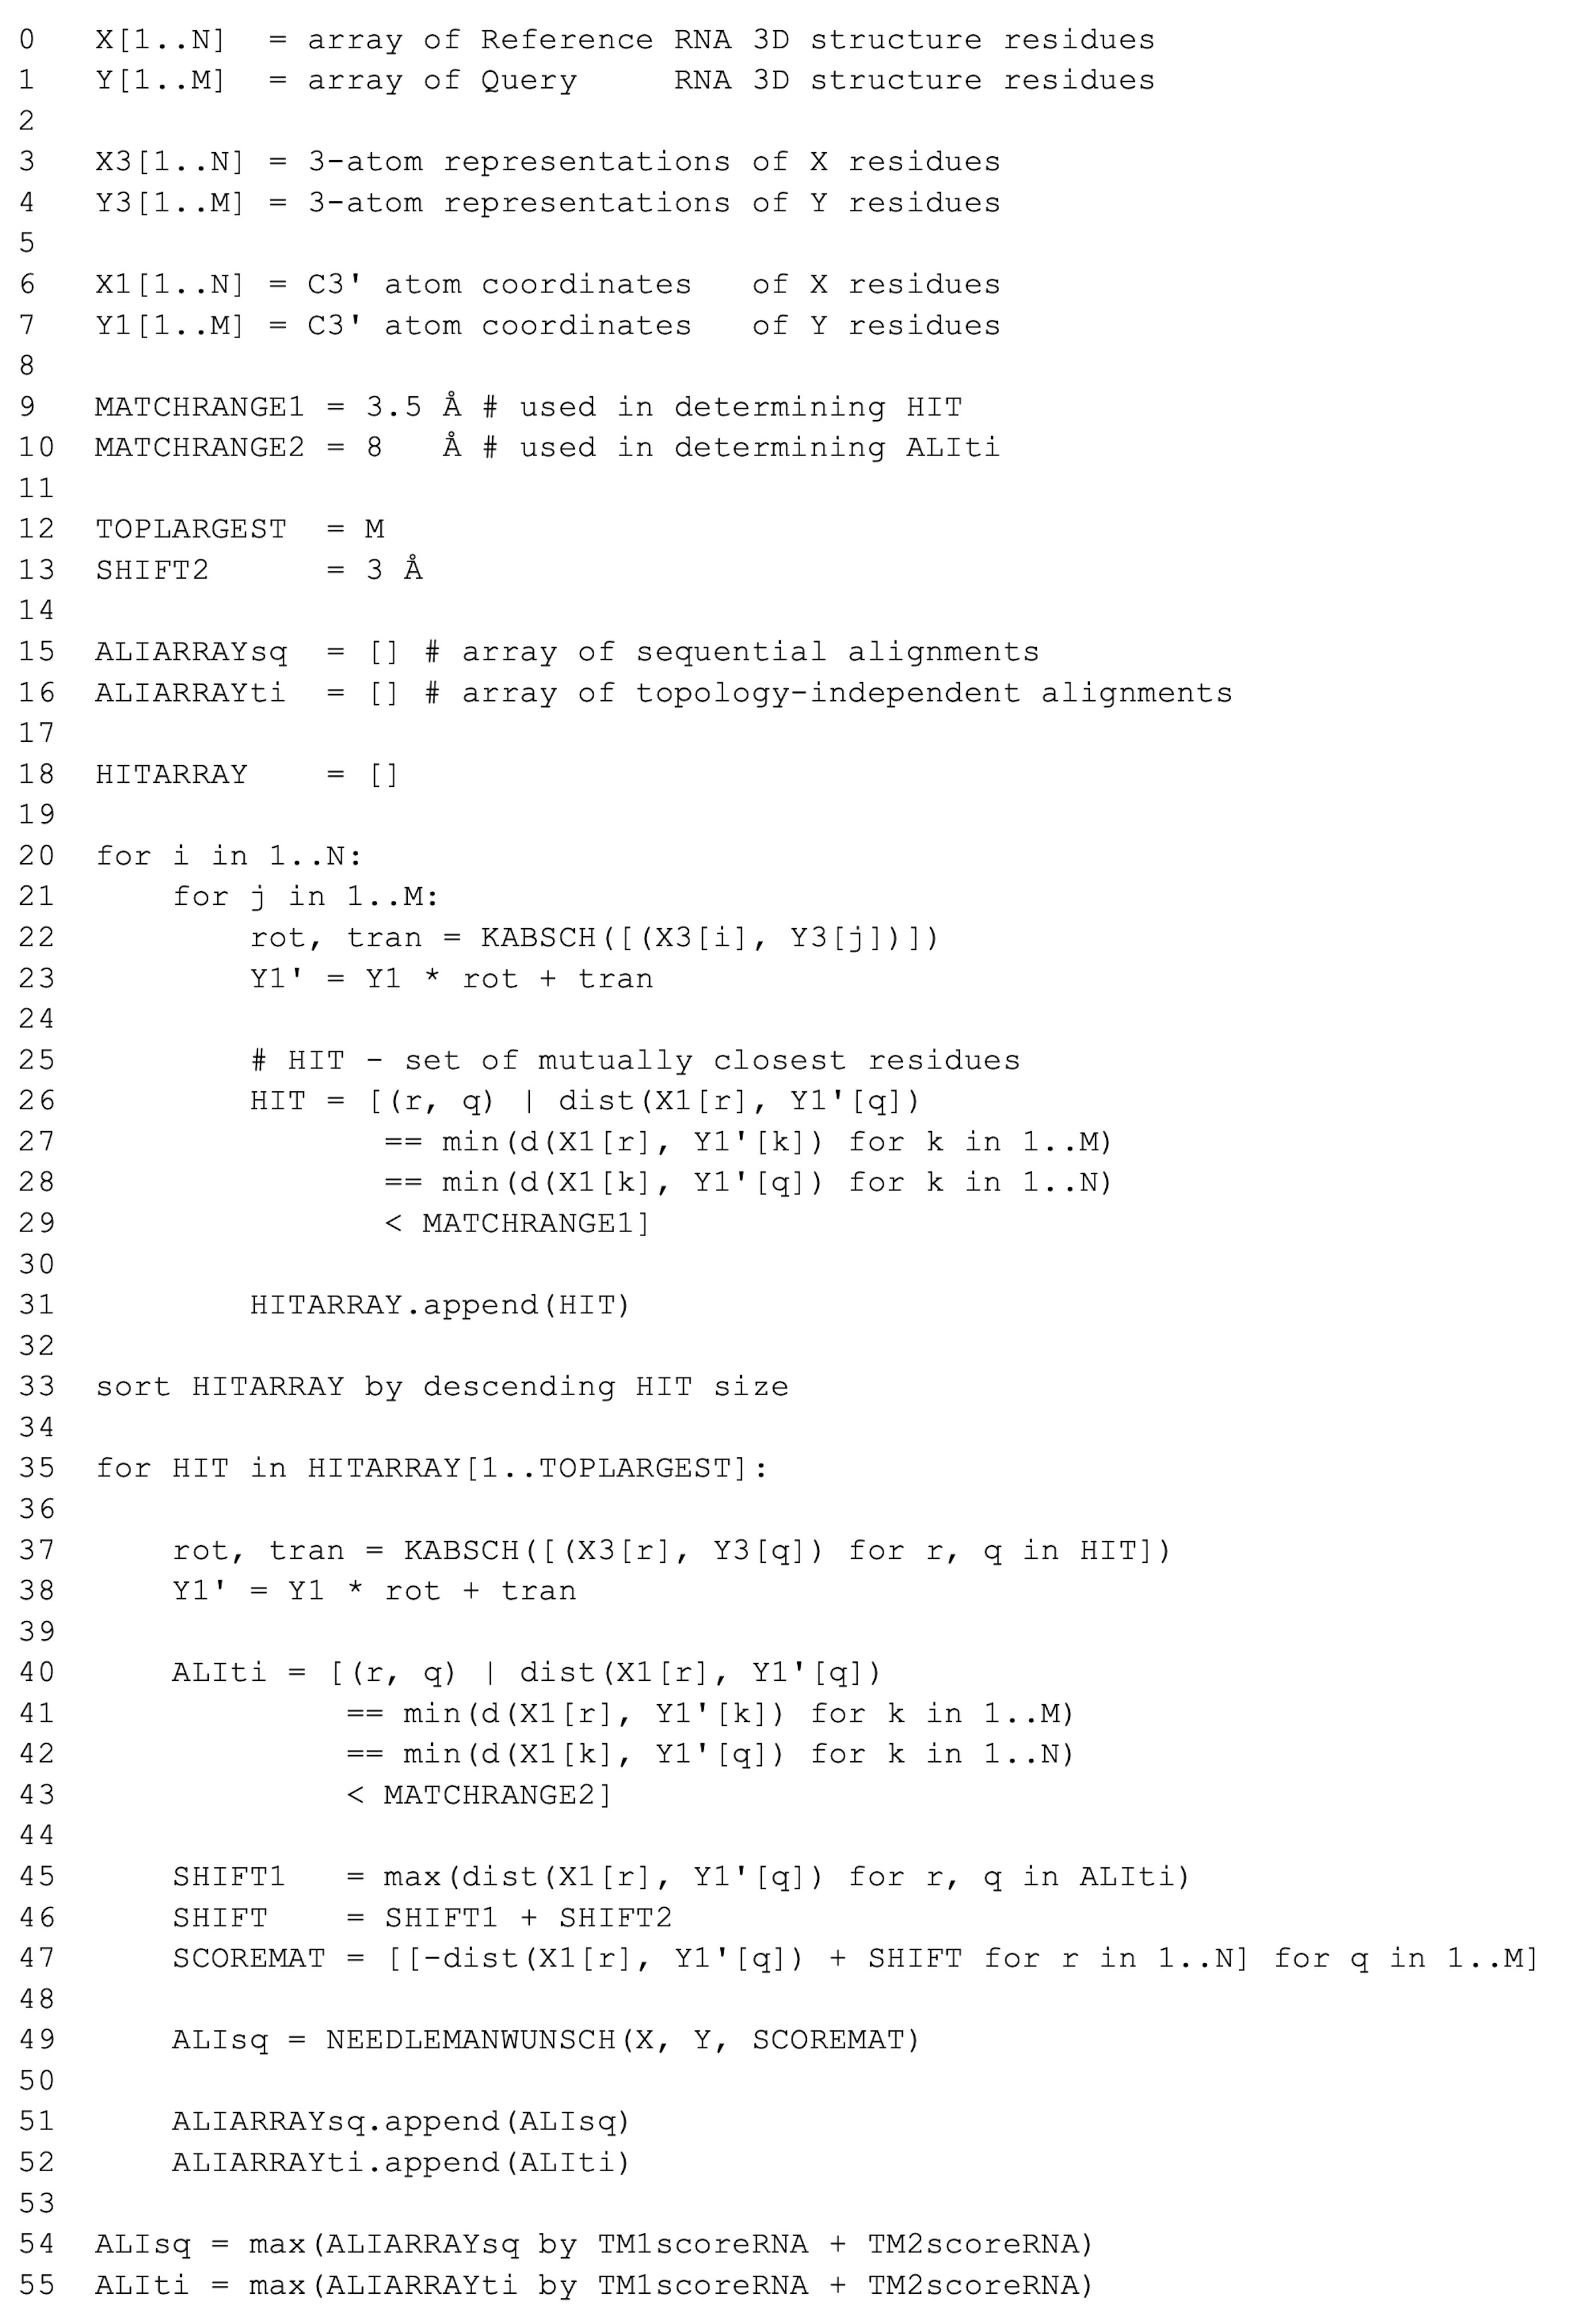 0 X[1..N] = array of Reference RNA 3D structure residues
1 Y[1..M] = array of Query RNA 3D structure residues
2
3 X3[1..N] = 3-atom representations of X residues
4 Y3[1..M] = 3-atom representations of Y residues
5
6 X1[1..N] = C3' atom coordinates of X residues
7 Y1[1..M] = C3' atom coordinates of Y residues
8
9 MATCHRANGE1 = 3.5 Å # used in determining HIT
10 MATCHRANGE2 = 8 Å # used in determining ALIti
11
12 TOPLARGEST = M
13 SHIFT2 = 3 Å
14
15 ALIARRAYsq = [] # array of sequential alignments
16 ALIARRAYti = [] # array of topology-independent alignments
17
18 HITARRAY = []
19
20 for i in 1..N:
21 for j in 1..M:
22 rot, tran = KABSCH([(X3[i], Y3[j])])
23 Y1' = Y1 * rot + tran
24
25 # HIT - set of mutually closest residues
26 HIT = [(r, q) | dist(X1[r], Y1'[q])
27 == min(d(X1[r], Y1'[k]) for k in 1..M)
28 == min(d(X1[k], Y1'[q]) for k in 1..N)
29 < MATCHRANGE1]
30
31 HITARRAY.append(HIT)
32
33 sort HITARRAY by descending HIT size
34
35 for HIT in HITARRAY[1..TOPLARGEST]:
36
37 rot, tran = KABSCH([(X3[r], Y3[q]) for r, q in HIT])
38 Y1' = Y1 * rot + tran
39
40 ALIti = [(r, q) | dist(X1[r], Y1'[q])
41 == min(d(X1[r], Y1'[k]) for k in 1..M)
42 == min(d(X1[k], Y1'[q]) for k in 1..N)
43 < MATCHRANGE2]
44
45 SHIFT1 = max(dist(X1[r], Y1'[q]) for r, q in ALIti)
46 SHIFT = SHIFT1 + SHIFT2
47 SCOREMAT = [[-dist(X1[r], Y1'[q]) + SHIFT for r in 1..N] for q in 1..M]
48
49 ALIsq = NEEDLEMANWUNSCH(X, Y, SCOREMAT)
50
51 ALIARRAYsq.append(ALIsq)
52 ALIARRAYti.append(ALIti)
53
54 ALIsq = max(ALIARRAYsq by TM1scoreRNA + TM2scoreRNA)
55 ALIti = max(ALIARRAYti by TM1scoreRNA + TM2scoreRNA)